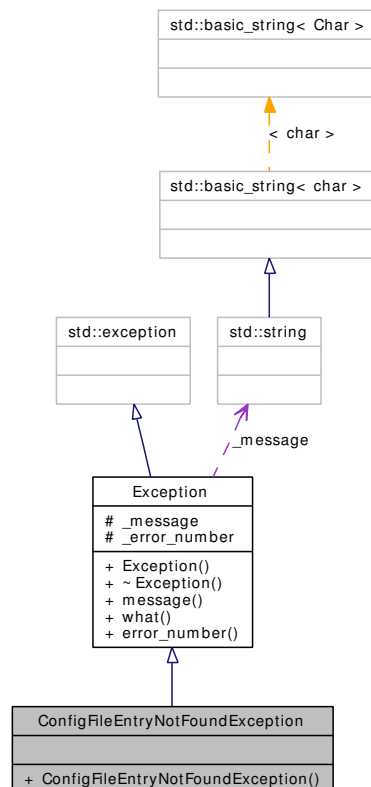 std::basic_string< Char >
< char >
std::basic_string< char >
std::exception
std::string
_message
Exception
# _message
# _error_number
+ Exception()
+ ~Exception()
+ message()
+ what()
+ error_number()
ConfigFileEntryNotFoundException
+ ConfigFileEntryNotFoundException()